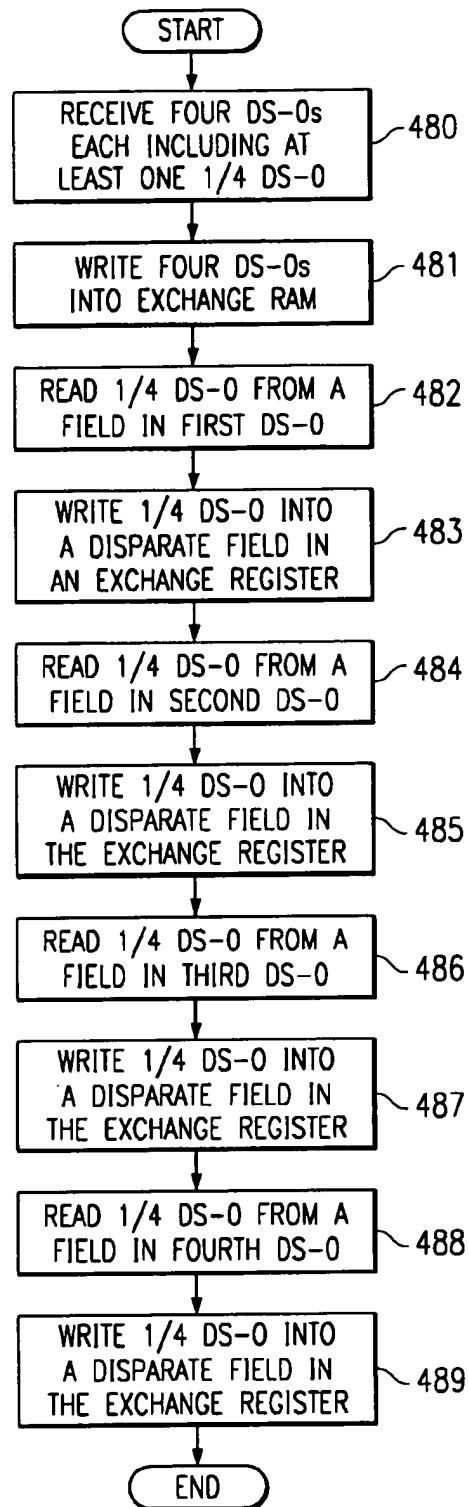 START
RECEIVE FOUR DS-0s
EACH INCLUDING AT
LEAST ONE 1/4 DS-0
480
WRITE FOUR DS-0s
INTO EXCHANGE RAM
481
READ 1/4 DS-0 FROM A
FIELD IN FIRST DS-0
482
WRITE 1/4 DS-0 INTO
A DISPARATE FIELD IN
AN EXCHANGE REGISTER
483
READ 1/4 DS-0 FROM A
FIELD IN SECOND DS-0
484
WRITE 1/4 DS-0 INTO
A DISPARATE FIELD IN
THE EXCHANGE REGISTER
485
READ 1/4 DS-0 FROM A
FIELD IN THIRD DS-0
486
WRITE 1/4 DS-0 INTO
A DISPARATE FIELD IN
THE EXCHANGE REGISTER
487
READ 1/4 DS-0 FROM A
FIELD IN FOURTH DS-0
488
WRITE 1/4 DS-0 INTO
A DISPARATE FIELD IN
THE EXCHANGE REGISTER
489
END